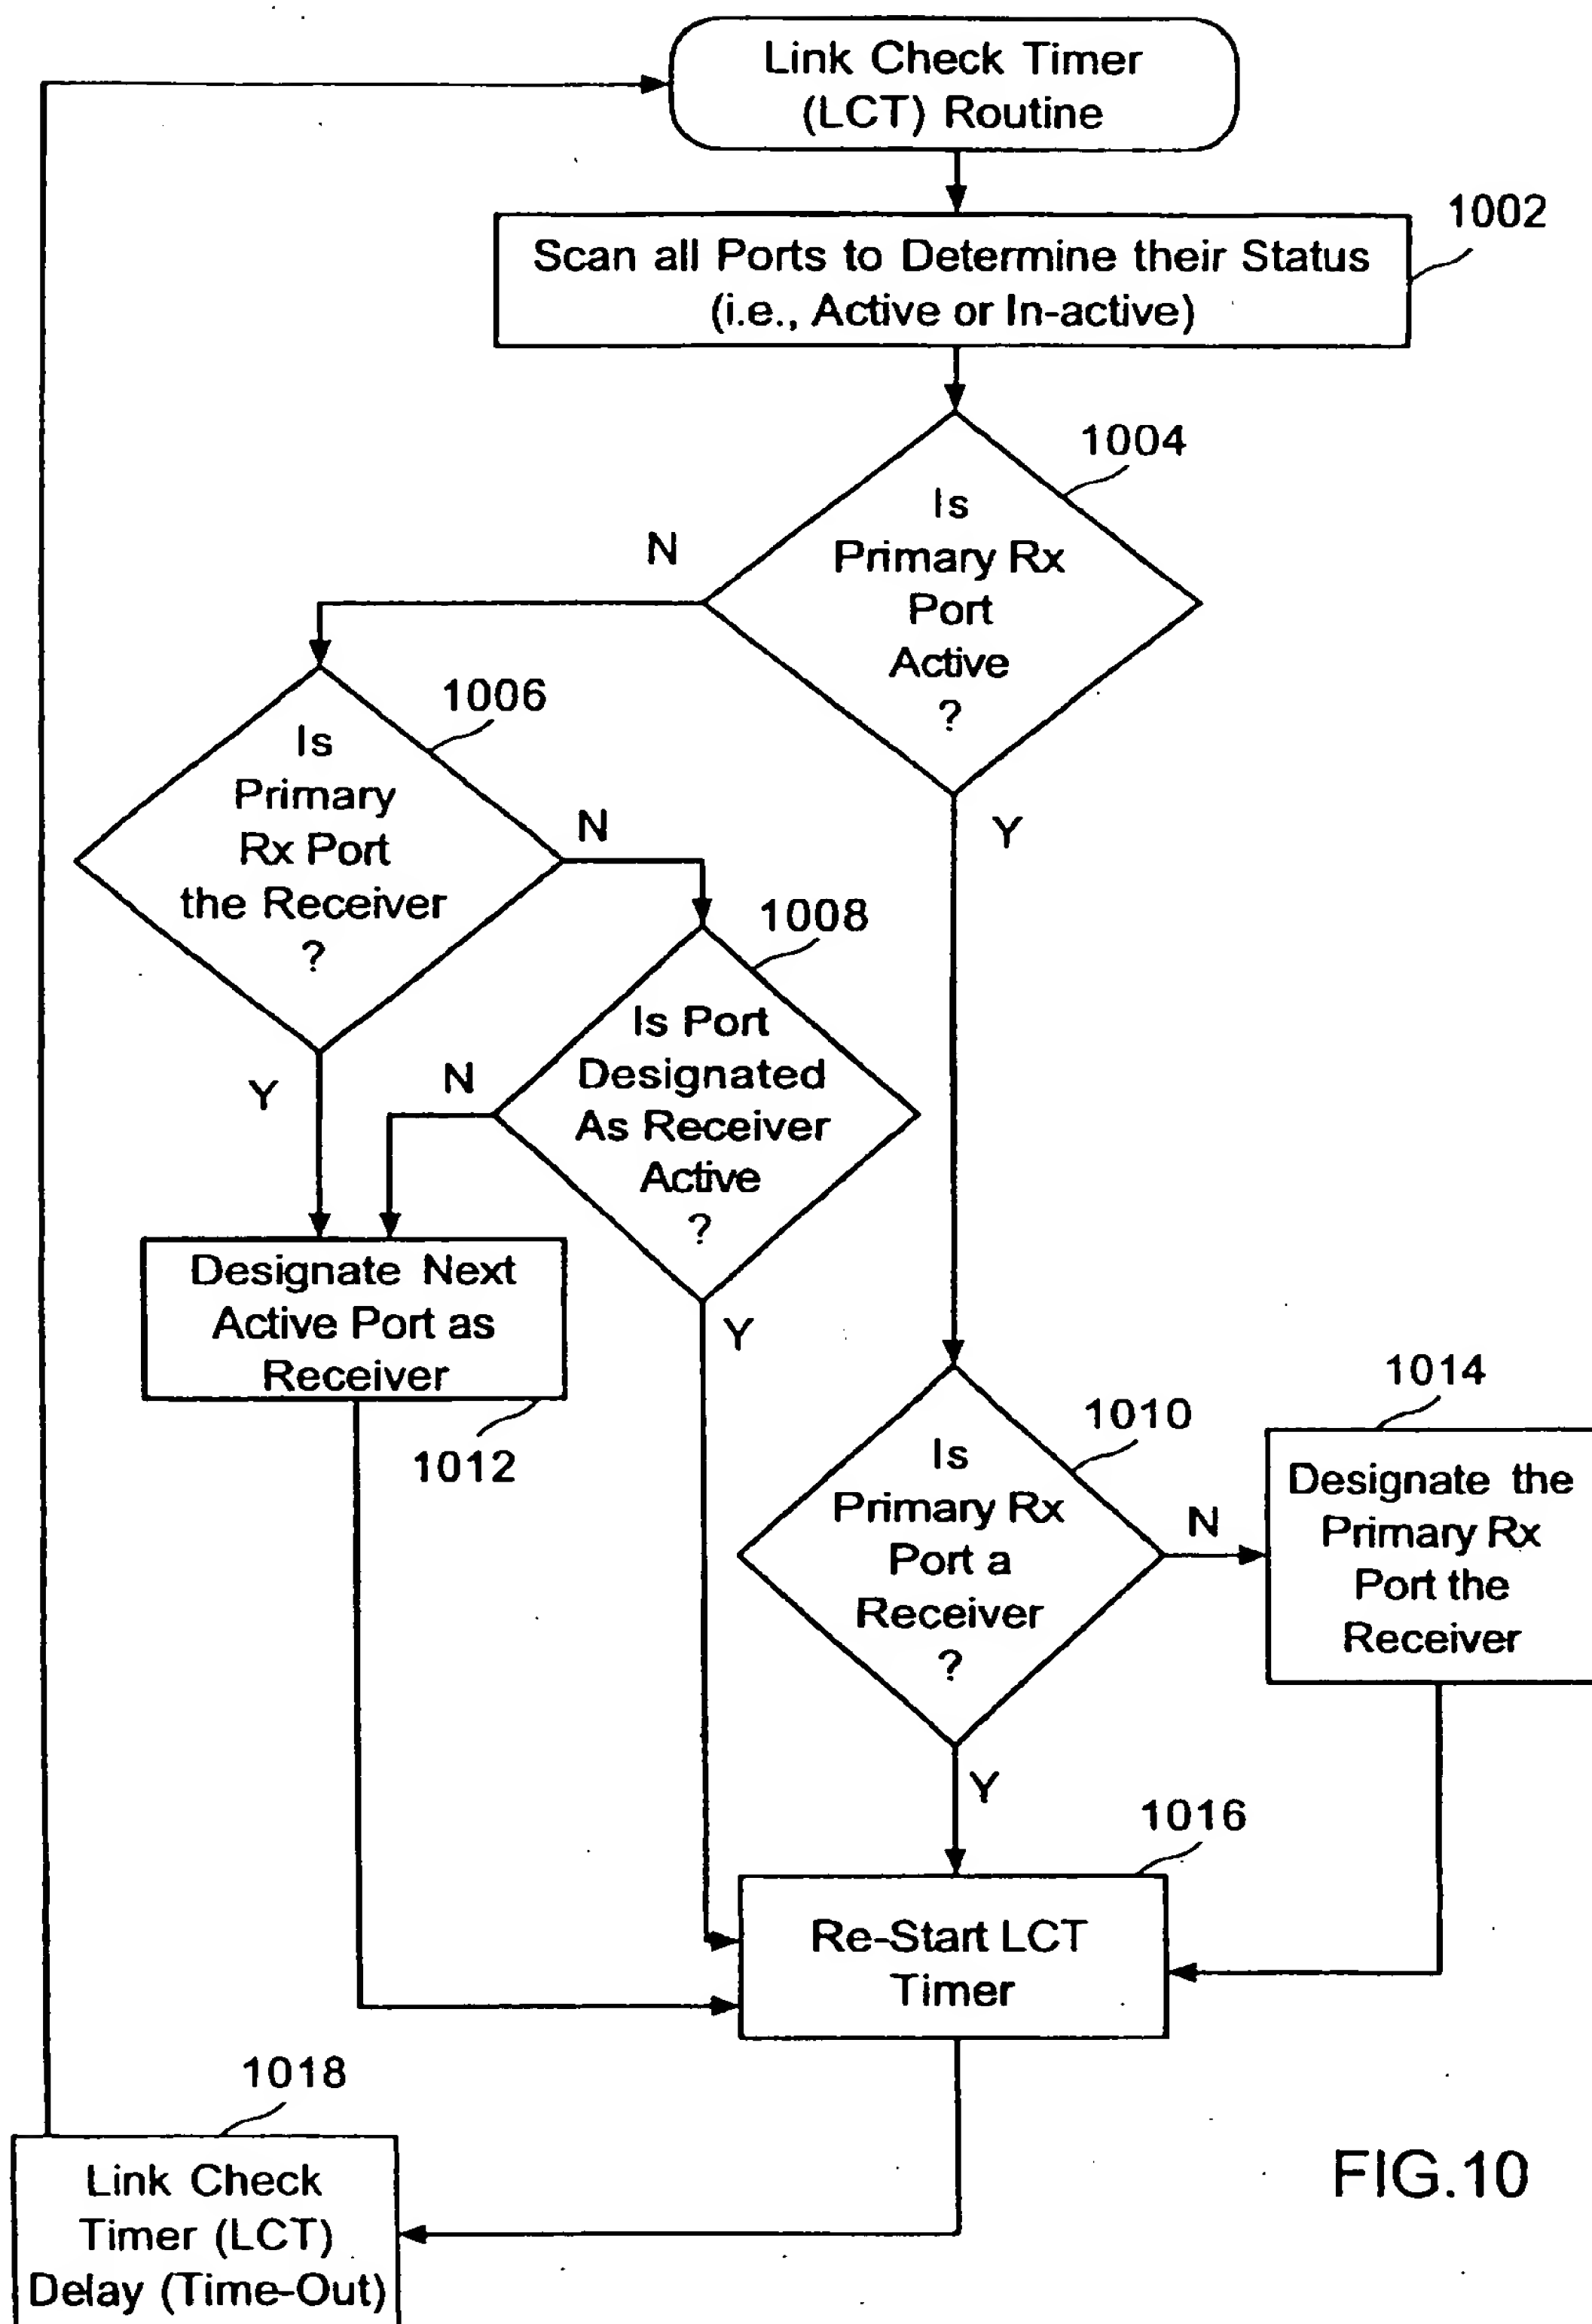 Link Check Timer
(LCT) Routine
1002
Scan all Ports to Determine their Status
(i.e., Active or In-active)
1004
Is
Primary Rx
Port
Active
?
N
Y
1006
Is
Primary
Rx Port
the Receiver
?
N
Y
1008
Is Port
Designated
As Receiver
Active
?
N
Y
Designate Next
Active Port as
Receiver
1012
1010
Is
Primary Rx
Port a
Receiver
?
N
Y
1014
Designate the
Primary Rx
Port the
Receiver
1016
Re-Start LCT
Timer
1018
Link Check
Timer (LCT)
Delay (Time-Out)
FIG.10